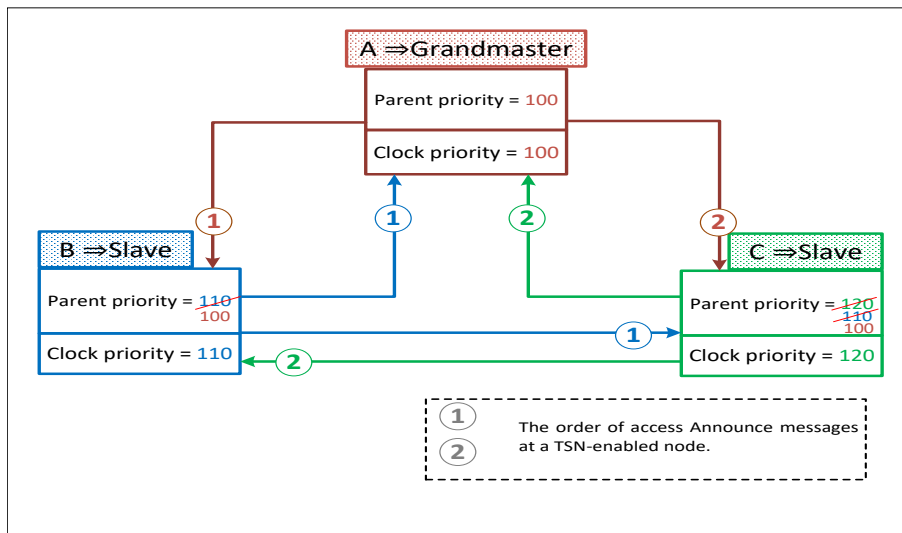 A ⇒Grandmaster
Parent priority = 100
Clock priority = 100
1
1
2
2
B ⇒Slave
C ⇒Slave
Parent priority = 110
100
Parent priority = 120
110
100
1
Clock priority = 110
2
Clock priority = 120
1
2
The order of access Announce messages
at a TSN-enabled node.